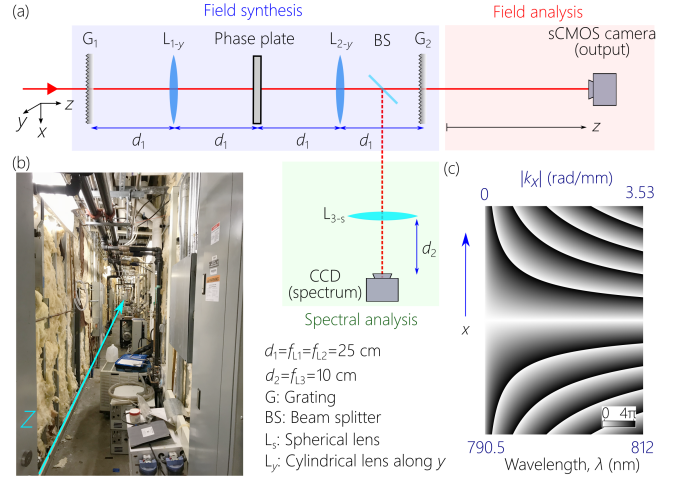 (a)
Field synthesis
Field analysis
G1
L1-y
Phase plate
L2-y
BS
G2
sCMOS camera
(output)
y
x
z
d1
d1
d1
d1
z
(b)
Z
L3-s
d2
CCD
(spectrum)
Spectral analysis
d1=fL1=fL2=25 cm
d2=fL3=10 cm
G: Grating
BS: Beam splitter
Ls: Spherical lens
Ly: Cylindrical lens along y
(c)
|kx| (rad/mm)
0
3.53
x
0 4π
790.5
812
Wavelength, λ (nm)